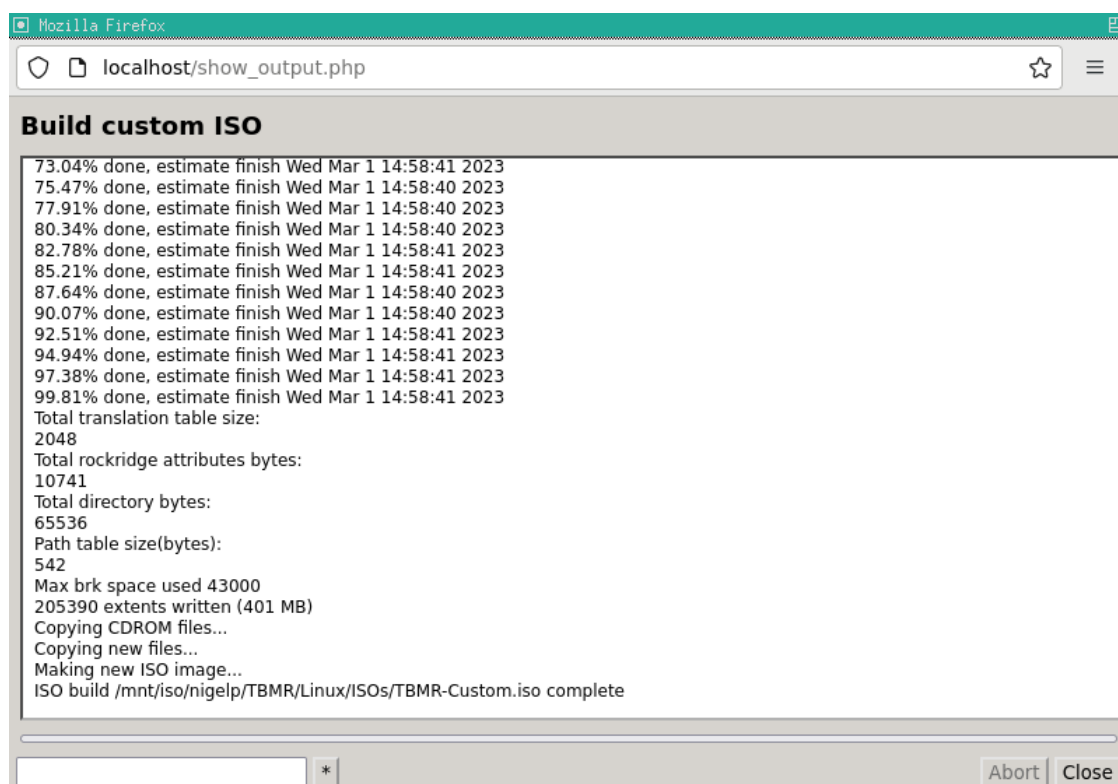 Mozilla Firefox
localhost/show_output.php
Build custom ISO
73.04% done, estimate finish Wed Mar 1 14:58:41 2023
75.47% done, estimate finish Wed Mar 1 14:58:40 2023
77.91% done, estimate finish Wed Mar 1 14:58:40 2023
80.34% done, estimate finish Wed Mar 1 14:58:40 2023
82.78% done, estimate finish Wed Mar 1 14:58:41 2023
85.21% done, estimate finish Wed Mar 1 14:58:41 2023
87.64% done, estimate finish Wed Mar 1 14:58:40 2023
90.07% done, estimate finish Wed Mar 1 14:58:40 2023
92.51% done, estimate finish Wed Mar 1 14:58:41 2023
94.94% done, estimate finish Wed Mar 1 14:58:41 2023
97.38% done, estimate finish Wed Mar 1 14:58:41 2023
99.81% done, estimate finish Wed Mar 1 14:58:41 2023
Total translation table size:
2048
Total rockridge attributes bytes:
10741
Total directory bytes:
65536
Path table size(bytes):
542
Max brk space used 43000
205390 extents written (401 MB)
Copying CDROM files...
Copying new files...
Making new ISO image...
ISO build /mnt/iso/nigelp/TBMR/Linux/ISOs/TBMR-Custom.iso complete
* Abort Close